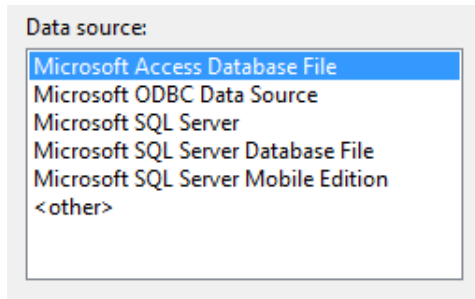 Data source:
Microsoft Access Database File
Microsoft ODBC Data Source
Microsoft SQL Server
Microsoft SQL Server Database File
Microsoft SQL Server Mobile Edition
<other>